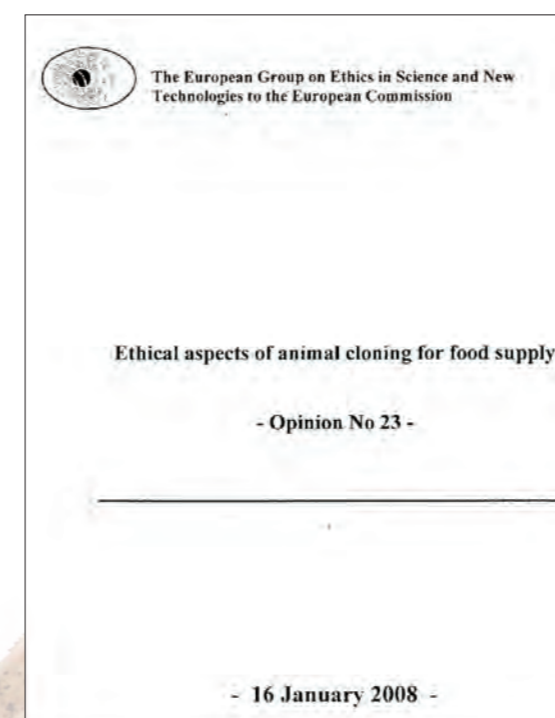 The European Group on Ethics in Science and New
Technologies to the European Commission
Ethical aspects of animal cloning for food supply
- Opinion No 23 -
- 16 January 2008 -